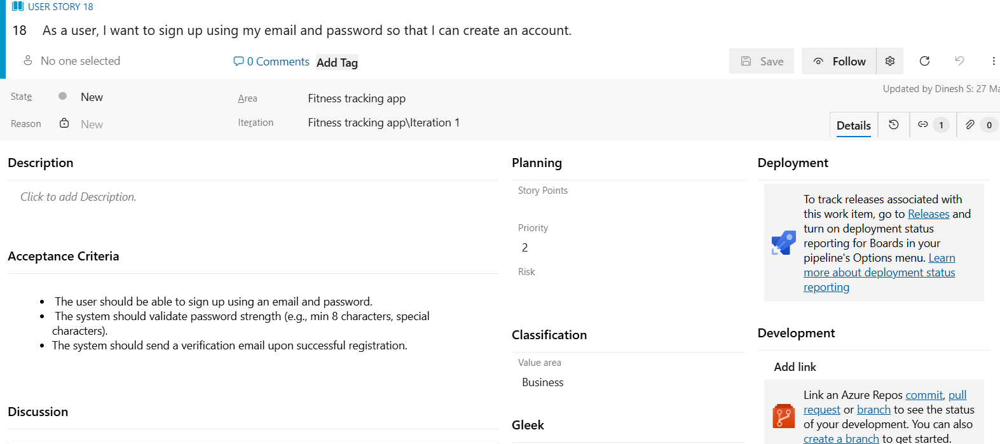 USER STORY 18
18 As a user, I want to sign up using my email and password so that I can create an account.
No one selected
0 Comments
Add Tag
Save
Follow
State
New
Area
Fitness tracking app
Updated by Dinesh S: 27 Ma
Reason
New
Iteration
Fitness tracking app\Iteration 1
Details
1
0
Description
Click to add Description.
Acceptance Criteria
• The user should be able to sign up using an email and password.
• The system should validate password strength (e.g., min 8 characters, special
characters).
• The system should send a verification email upon successful registration.
Discussion
Planning
Story Points
Priority
2
Risk
Classification
Value area
Business
Gleek
Deployment
To track releases associated with
this work item, go to Releases and
turn on deployment status
reporting for Boards in your
pipeline's Options menu. Learn
more about deployment status
reporting
Development
Add link
Link an Azure Repos commit, pull
request or branch to see the status
of your development. You can also
create a branch to get started.